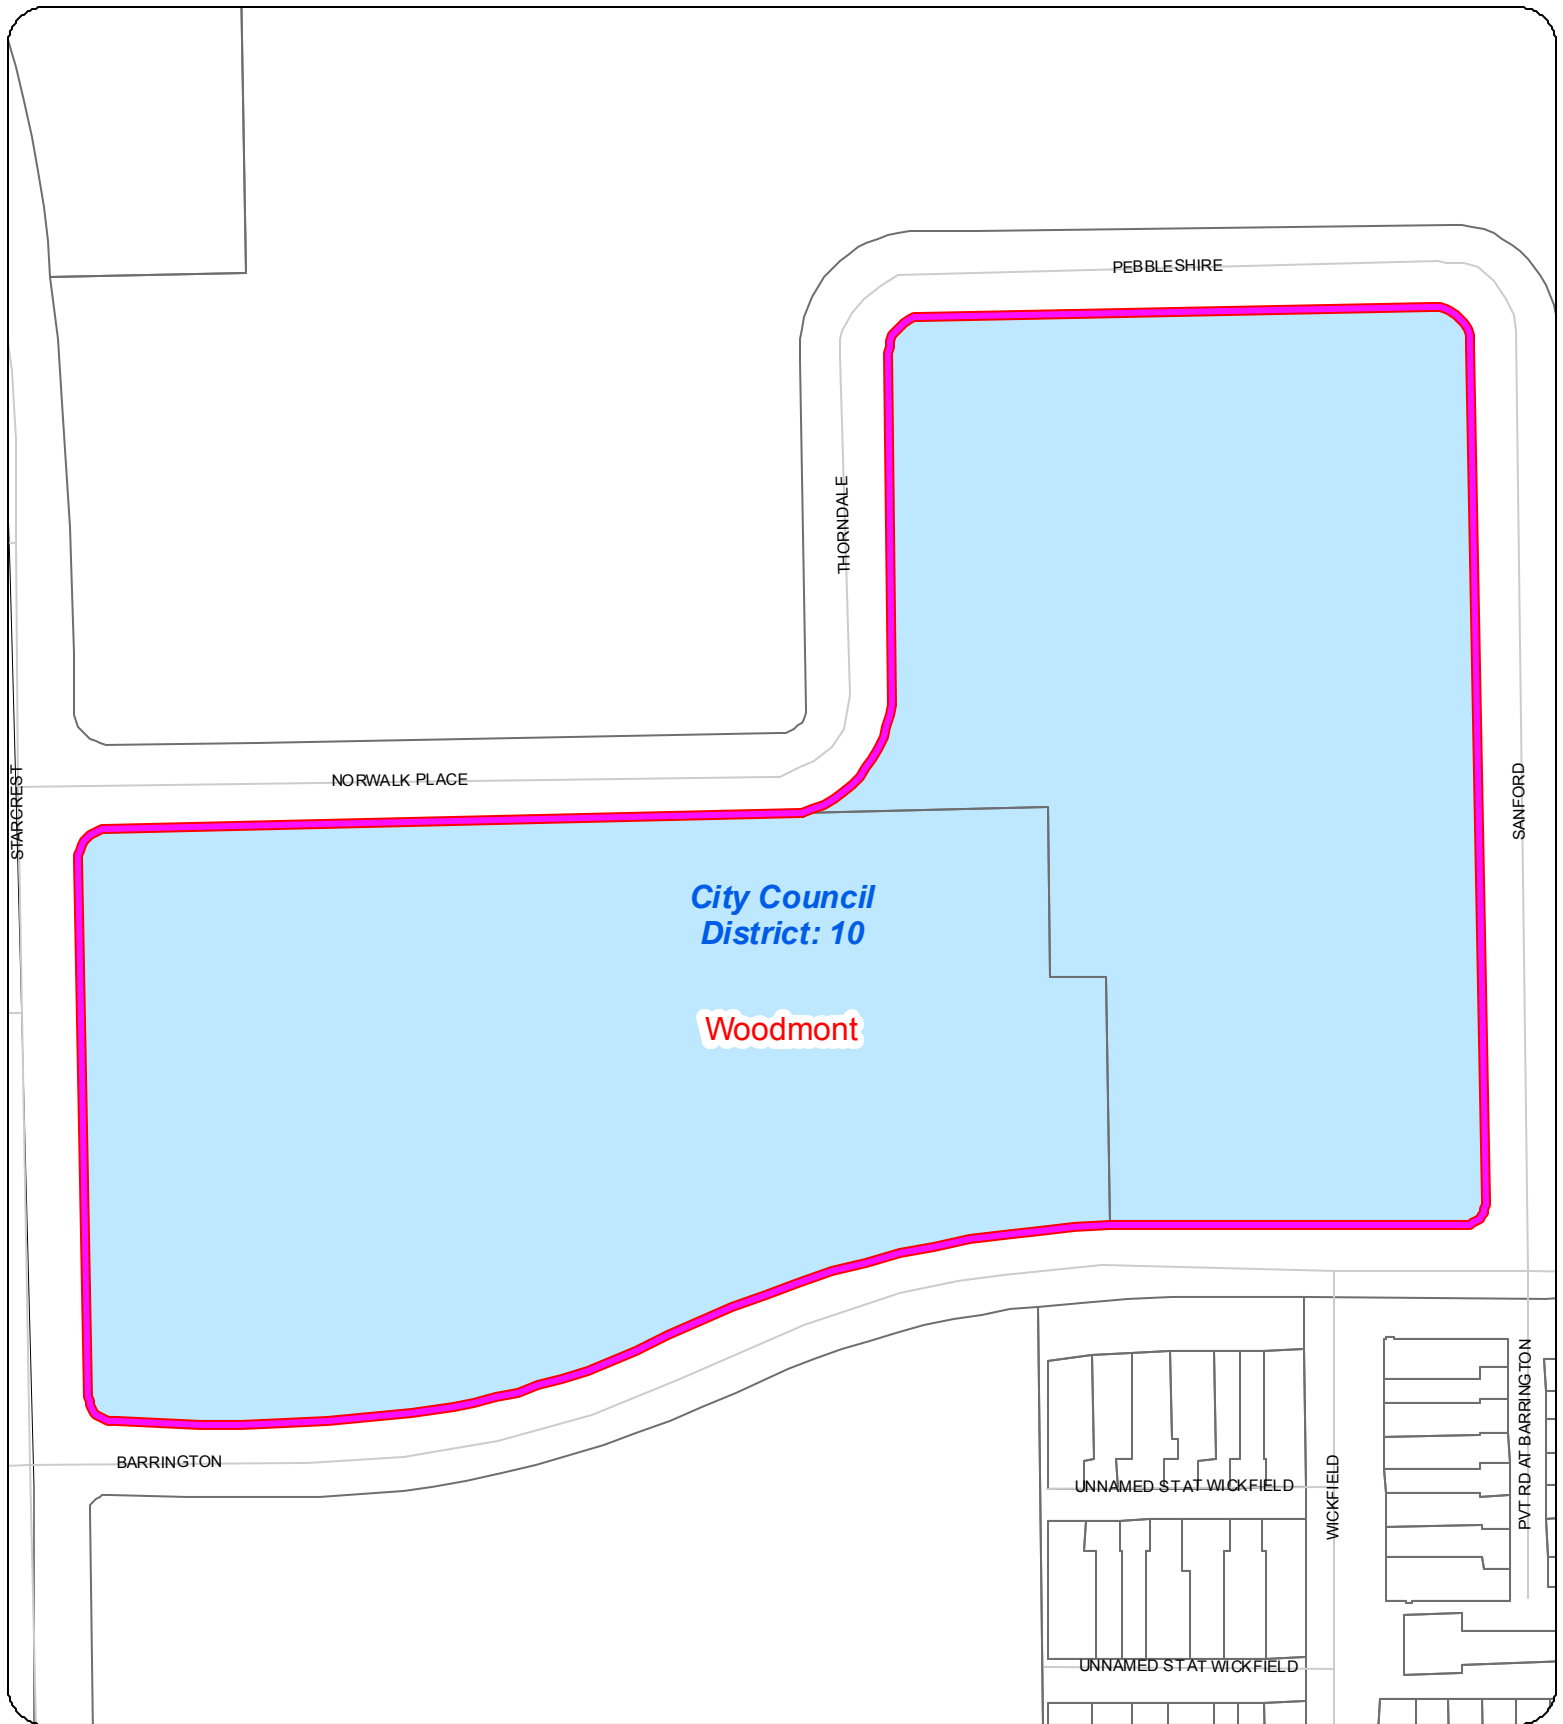 PEBBLESHIRE
THORNDALE
NORWALK PLACE
STARCREST
SANFORD
City Council
District: 10
Woodmont
BARRINGTON
UNNAMED ST AT WICKFIELD
WICKFIELD
PVT RD AT BARRINGTON
UNNAMED ST AT WICKFIELD